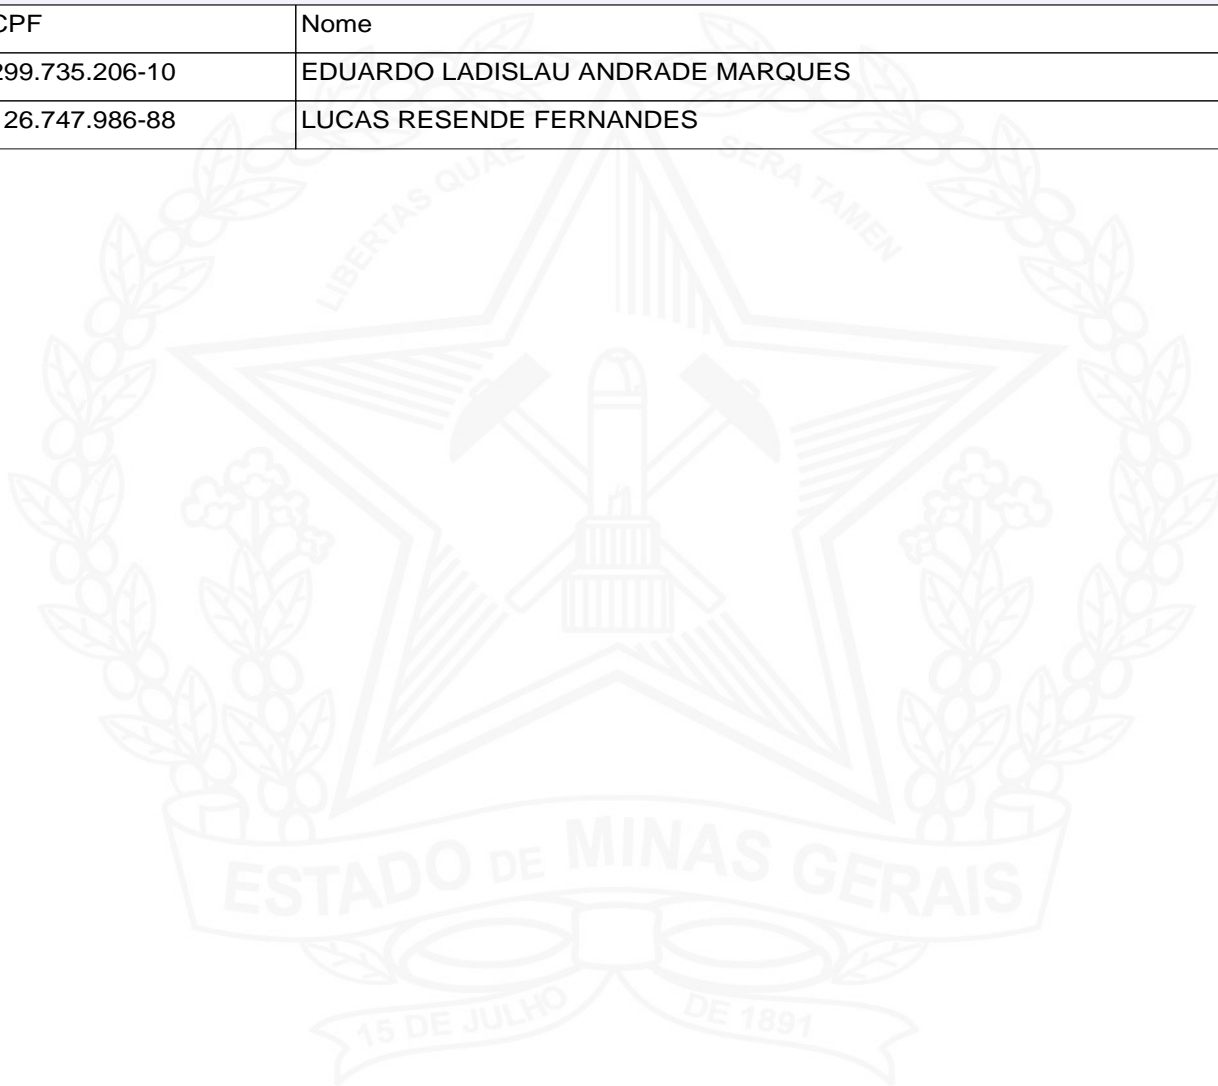 CPF Nome
299.735.206-10 EDUARDO LADISLAU ANDRADE MARQUES
26.747.986-88 LUCAS RESENDE FERNANDES
LIBERTAS QUAE SERA TAMEN
ESTADO DE MINAS GERAIS
15 DE JULHO DE 1891